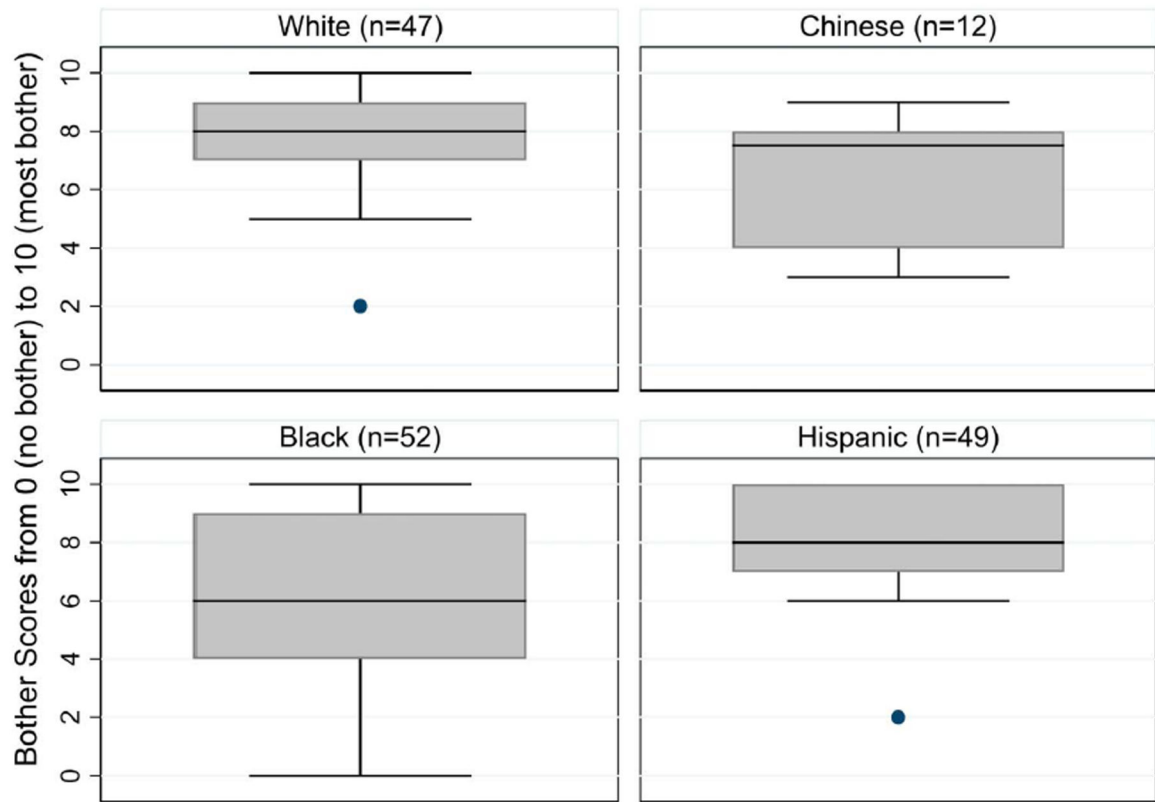 Bother Scores from 0 (no bother) to 10 (most bother)
White (n=47)
Chinese (n=12)
10
8
6
4
2
0
Black (n=52)
Hispanic (n=49)
10
8
6
4
2
0